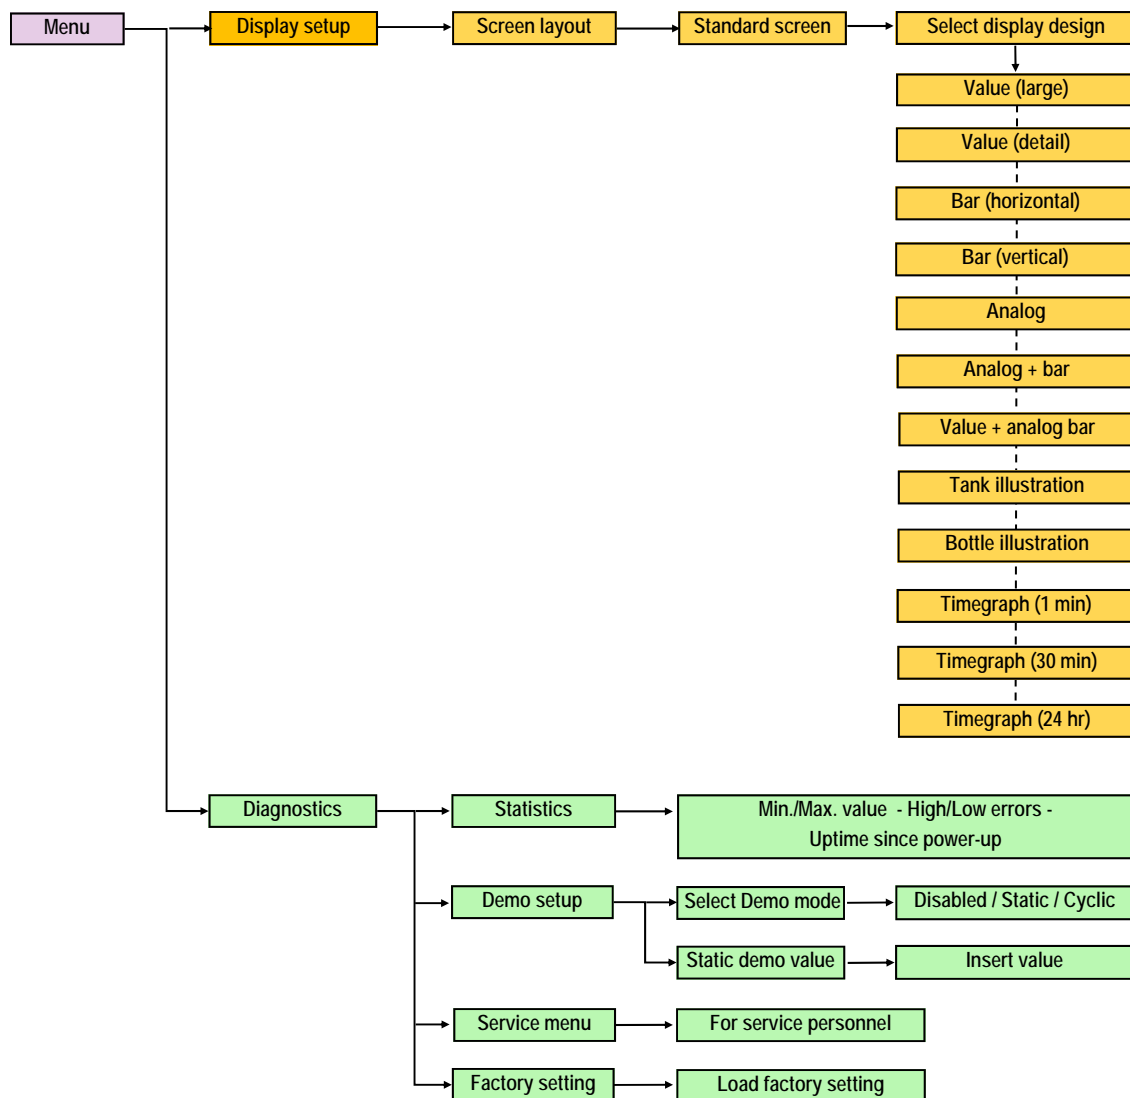 Menu
Display setup
Screen layout
Standard screen
Select display design
Value (large)
Value (detail)
Bar (horizontal)
Bar (vertical)
Analog
Analog + bar
Value + analog bar
Tank illustration
Bottle illustration
Timegraph (1 min)
Timegraph (30 min)
Timegraph (24 hr)
Diagnostics
Statistics
Min./Max. value  - High/Low errors -
Uptime since power-up
Demo setup
Select Demo mode
Disabled / Static / Cyclic
Static demo value
Insert value
Service menu
For service personnel
Factory setting
Load factory setting